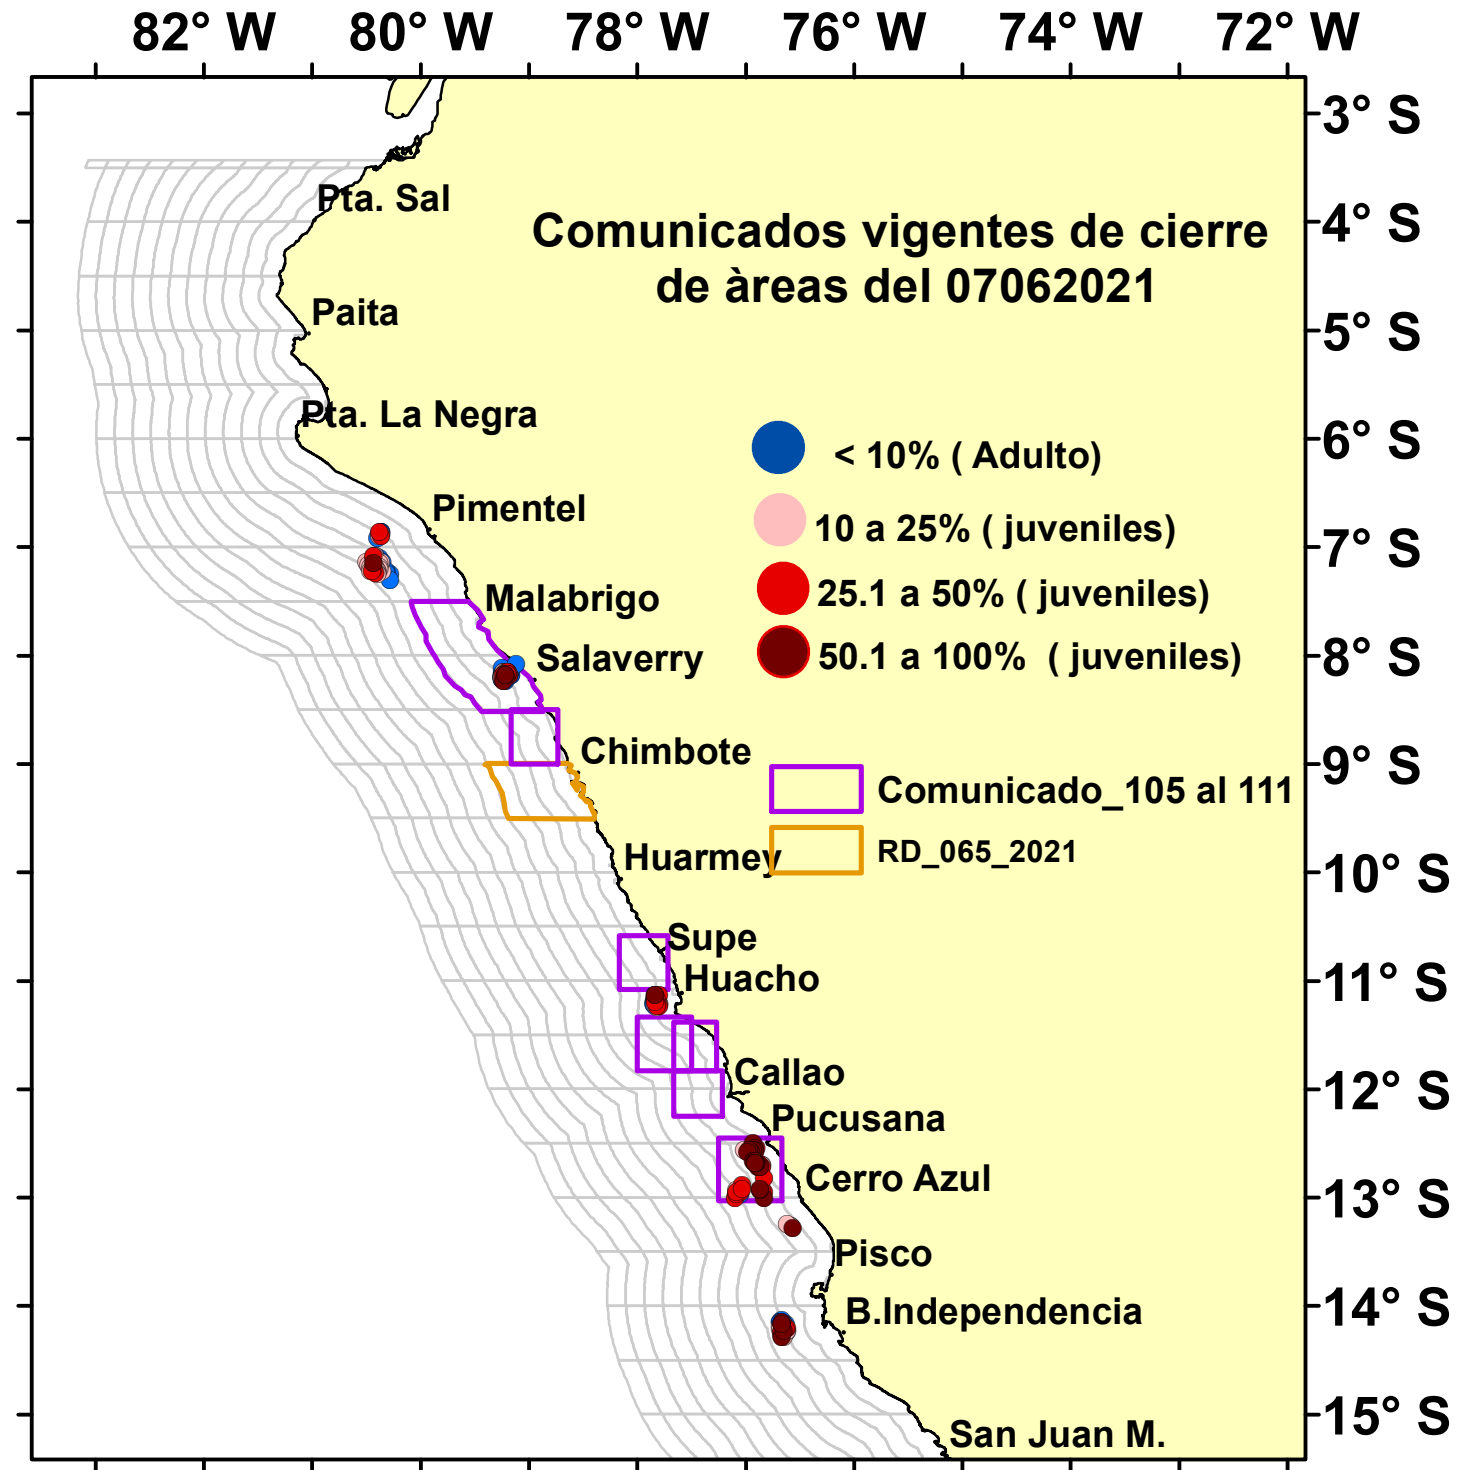 82° W 80° W 78° W 76° W 74° W 72° W
3° S
Pta. Sal
4° S
Comunicados vigentes de cierre
de àreas del 07062021
Paita
5° S
Pta. La Negra
6° S
< 10% ( Adulto)
Pimentel
10 a 25% ( juveniles)
7° S
Malabrigo
25.1 a 50% ( juveniles)
Salaverry
50.1 a 100% ( juveniles)
8° S
Chimbote
9° S
Comunicado_105 al 111
Huarmey
RD_065_2021
10° S
Supe
Huacho
11° S
Callao
12° S
Pucusana
Cerro Azul
13° S
Pisco
B.Independencia
14° S
15° S
San Juan M.